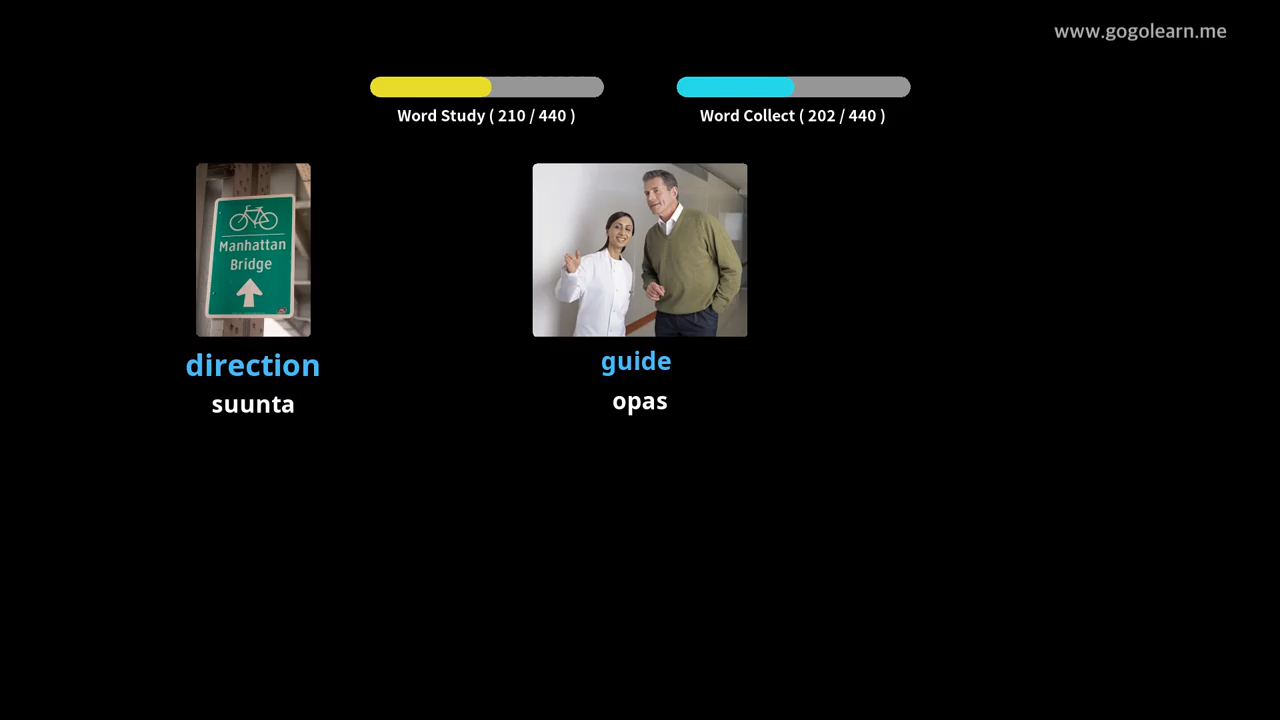 www.gogolearn.me
Word Study ( 210 / 440 )
Word Collect ( 202 / 440 )
Manhattan
Bridge
direction
suunta
guide
opas